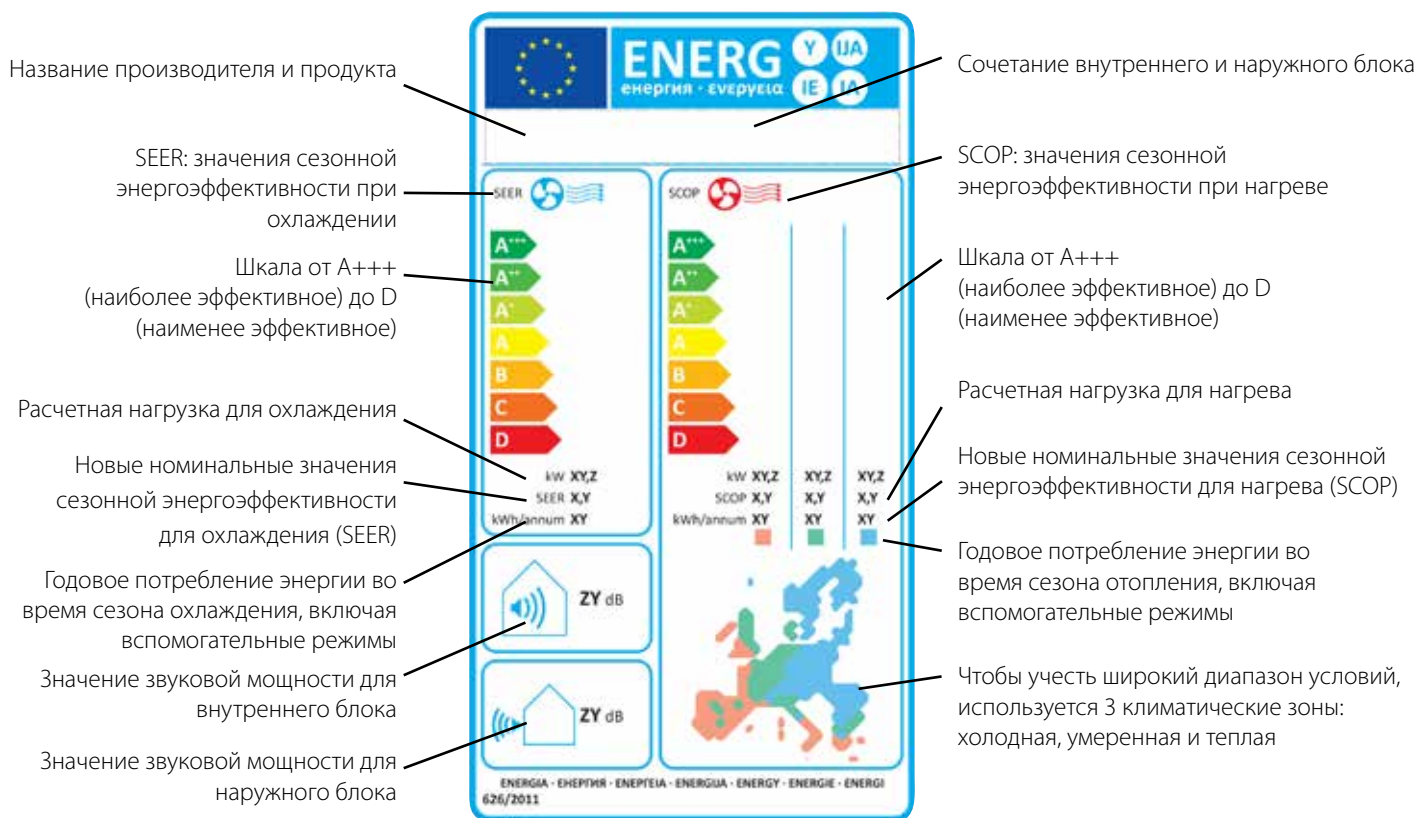 Название производителя и продукта
SEER: значения сезонной
энергоэффективности при
охлаждении
Шкала от A+++
(наиболее эффективное) до D
(наименее эффективное)
Расчетная нагрузка для охлаждения
Новые номинальные значения
сезонной энергоэффективности
для охлаждения (SEER)
Годовое потребление энергии во
время сезона охлаждения, включая
вспомогательные режимы
Значение звуковой мощности для
внутреннего блока
Значение звуковой мощности для
наружного блока
ENERG
енергия · ενεργεια
Y IJA
IE IA
SEER
A+++
A++
A+
A
B
C
D
kW XY,Z
SEER X,Y
kWh/annum XY
SCOP
A+++
A++
A+
A
B
C
D
kW XY,Z XY,Z XY,Z
SCOP X,Y X,Y X,Y
kWh/annum XY XY XY
ZY dB
ZY dB
ENERGIA · ЕНЕРГИЯ · ΕΝΕΡΓΕΙΑ · ENERGIJA · ENERGY · ENERGIE · ENERGI
626/2011
Сочетание внутреннего и наружного блока
SCOP: значения сезонной
энергоэффективности при нагреве
Шкала от A+++
(наиболее эффективное) до D
(наименее эффективное)
Расчетная нагрузка для нагрева
Новые номинальные значения сезонной
энергоэффективности для нагрева (SCOP)
Годовое потребление энергии во
время сезона отопления, включая
вспомогательные режимы
Чтобы учесть широкий диапазон условий,
используется 3 климатические зоны:
холодная, умеренная и теплая